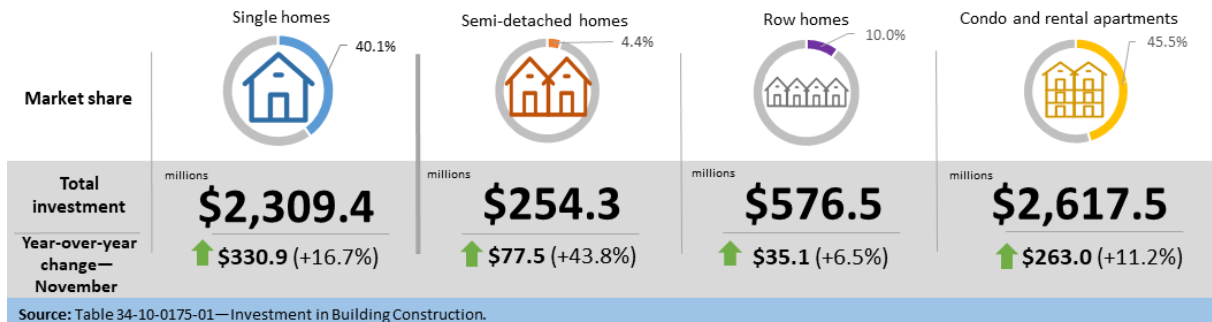 Single homes
Semi-detached homes
Row homes
Condo and rental apartments
Market share
40.1%
4.4%
10.0%
45.5%
Total
investment
millions
$2,309.4
millions
$254.3
millions
$576.5
millions
$2,617.5
Year-over-year
change—
November
$330.9 (+16.7%)
$77.5 (+43.8%)
$35.1 (+6.5%)
$263.0 (+11.2%)
Source: Table 34-10-0175-01—Investment in Building Construction.